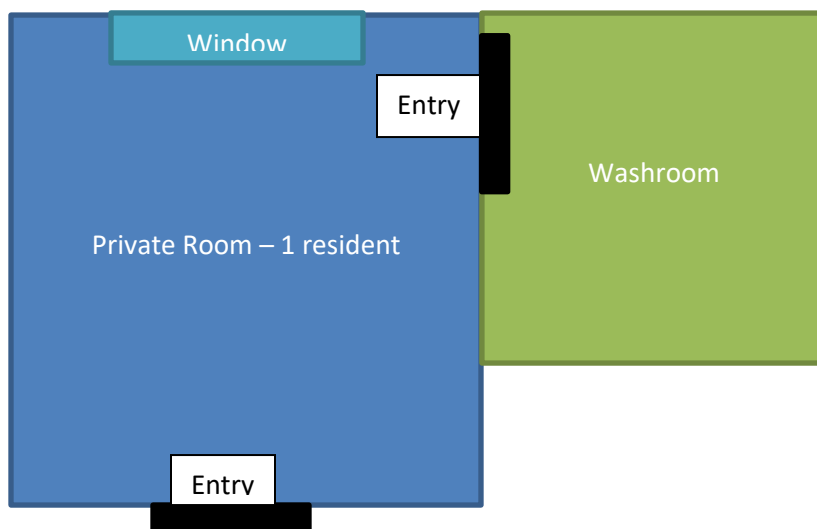 Window
Entry
Washroom
Private Room – 1 resident
Entry